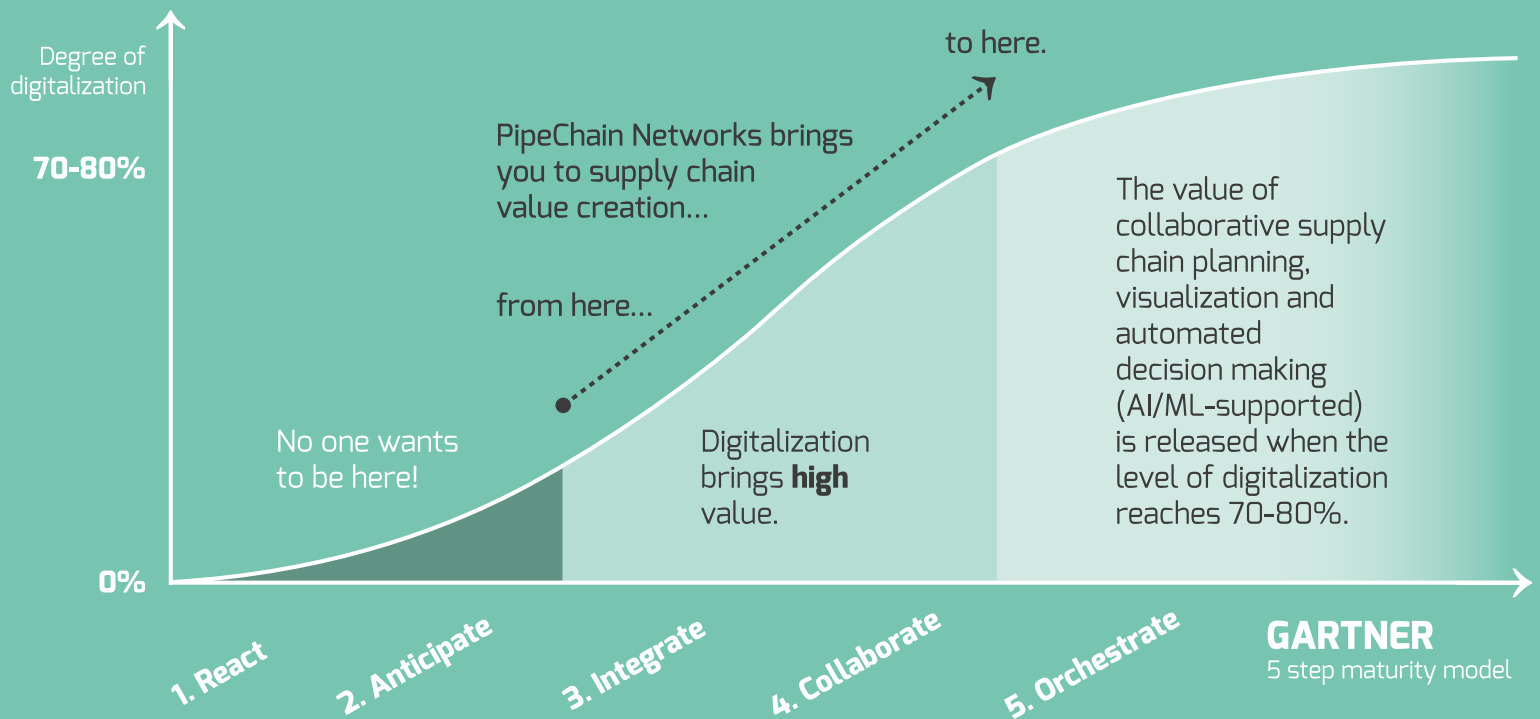 Degree of
digitalization
70-80%
0%
to here.
PipeChain Networks brings
you to supply chain
value creation...
from here...
No one wants
to be here!
Digitalization
brings high
value.
The value of
collaborative supply
chain planning,
visualization and
automated
decision making
(AI/ML-supported)
is released when the
level of digitalization
reaches 70-80%.
1. React
2. Anticipate
3. Integrate
4. Collaborate
5. Orchestrate
GARTNER
5 step maturity model